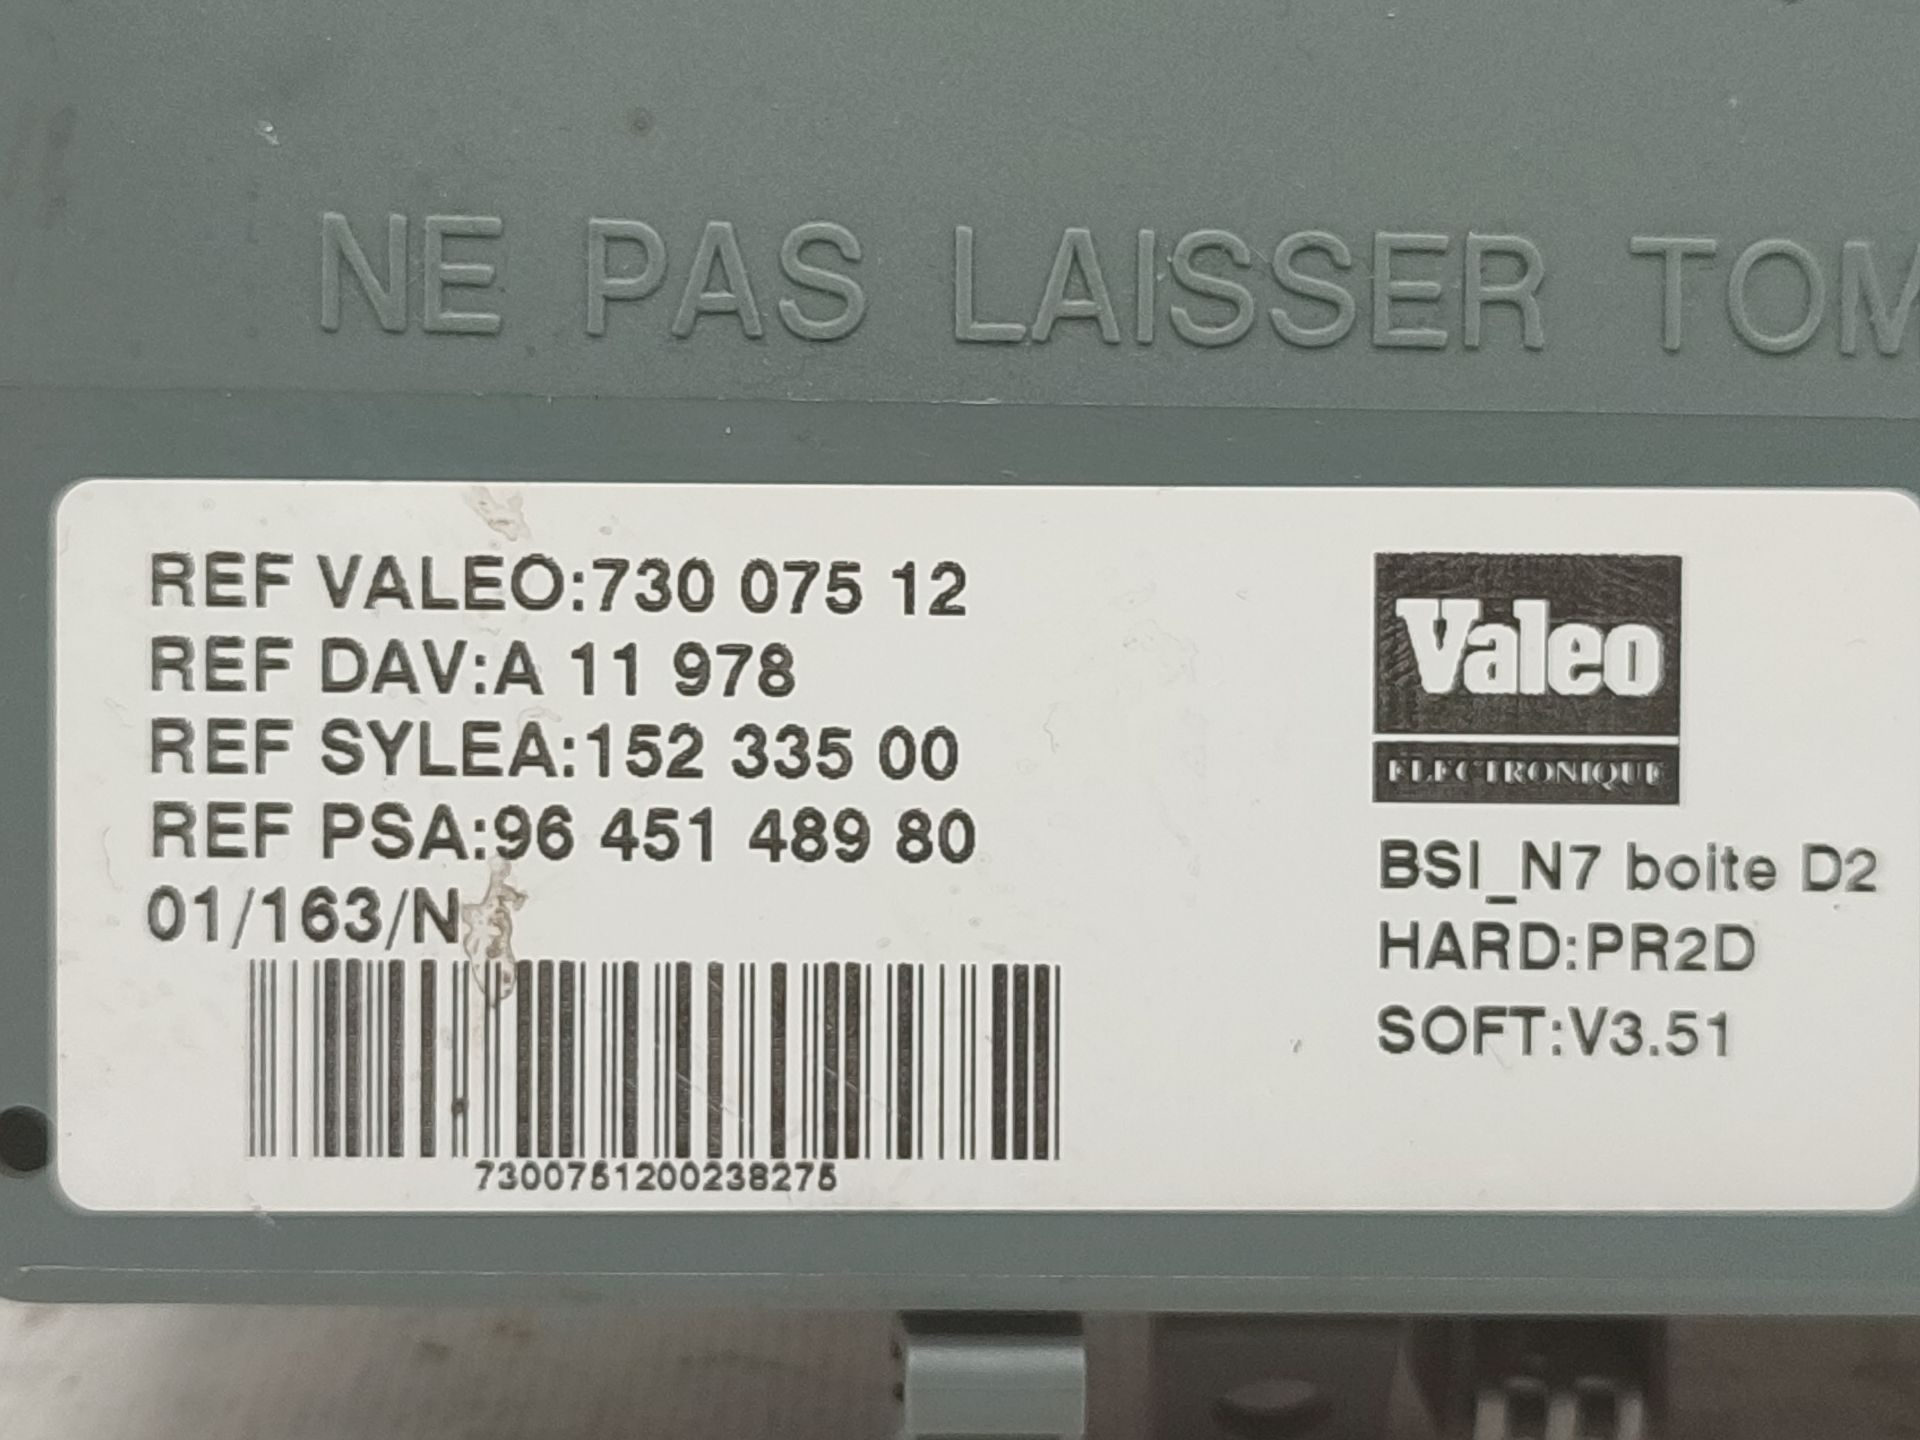 NE PAS LAISSER TOM
REF VALEO:730 075 12
REF DAV:A 11 978
REF SYLEA:152 335 00
REF PSA:96 451 489 80
01/163/N
7300751200238275
Valeo
ELECTRONIQUE
BSI_N7 boite D2
HARD:PR2D
SOFT:V3.51